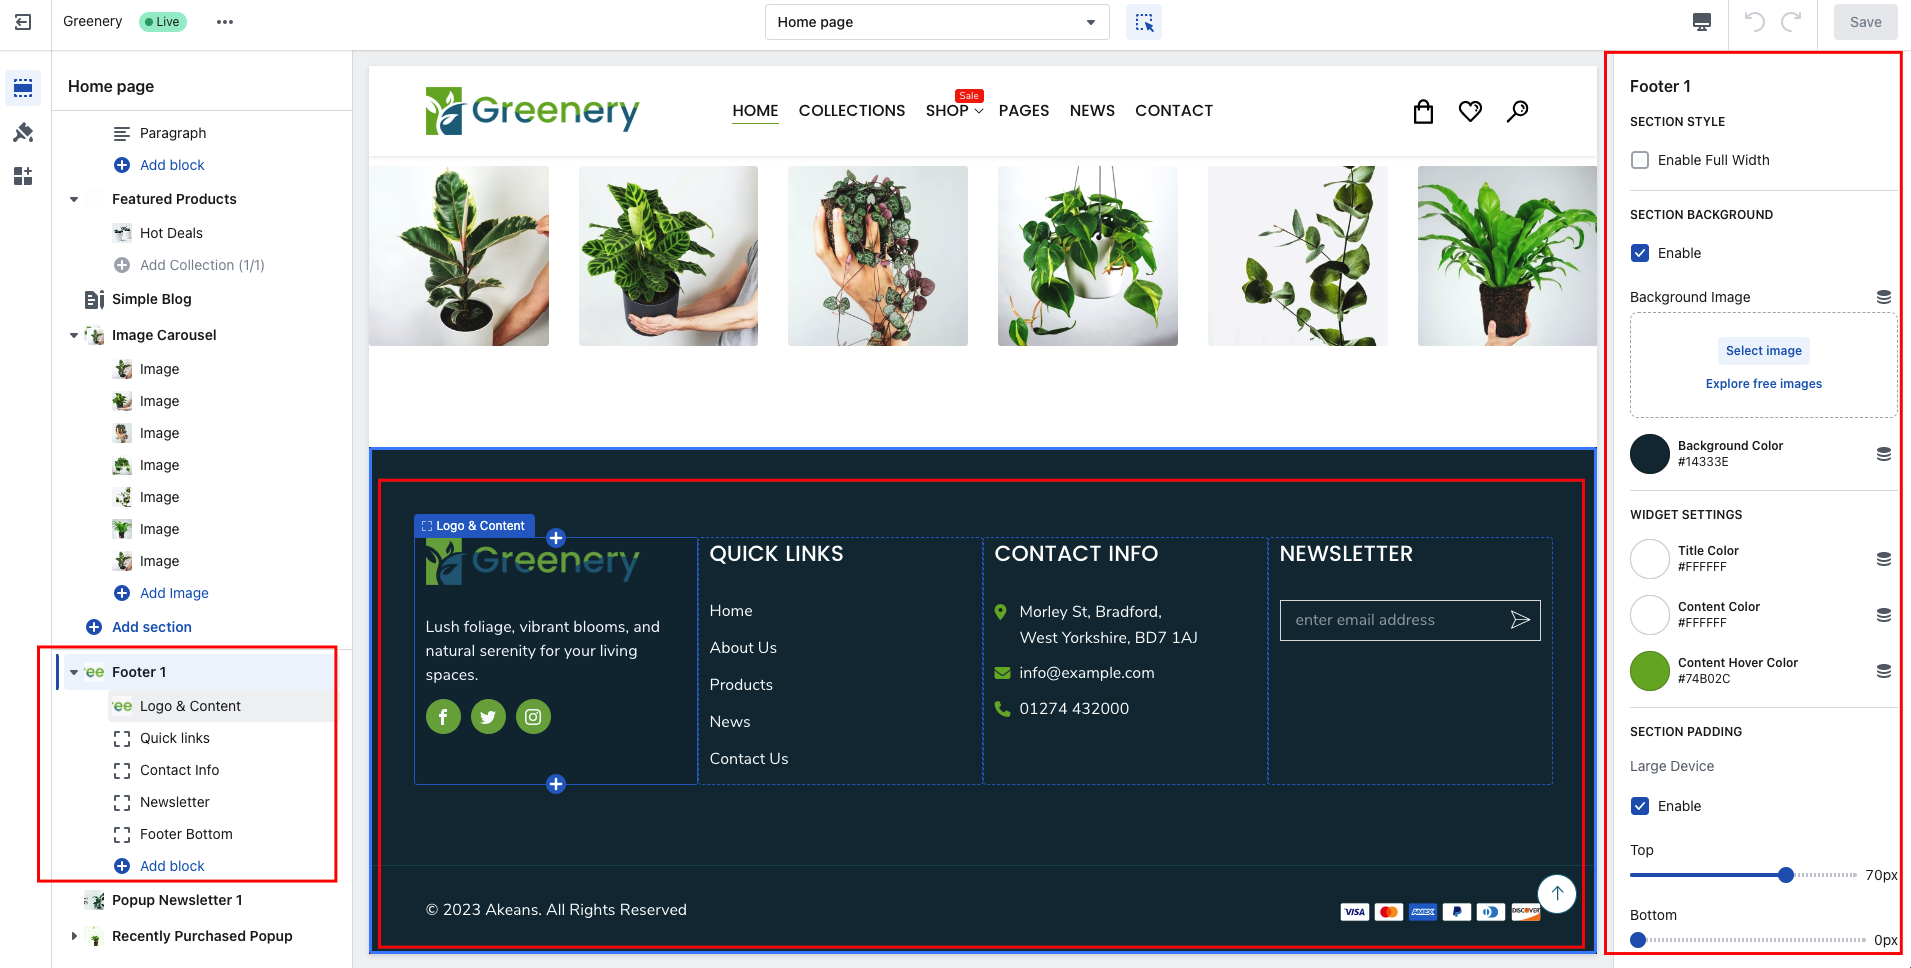 Greenery
Live
Home page
Save
Home page
Paragraph
Add block
Featured Products
Hot Deals
Add Collection (1/1)
Simple Blog
Image Carousel
Image
Image
Image
Image
Image
Image
Image
Add Image
Add section
ee
Footer 1
ee
Logo & Content
Quick links
Contact Info
Newsletter
Footer Bottom
Add block
Popup Newsletter 1
Recently Purchased Popup
Greenery
HOME
COLLECTIONS
SHOP
Sale
PAGES
NEWS
CONTACT
Logo & Content
Greenery
Lush foliage, vibrant blooms, and
natural serenity for your living
spaces.
QUICK LINKS
Home
About Us
Products
News
Contact Us
CONTACT INFO
Morley St, Bradford,
West Yorkshire, BD7 1AJ
info@example.com
01274 432000
NEWSLETTER
enter email address
© 2023 Akeans. All Rights Reserved
VISA
AMEX
DISCOVER
Footer 1
SECTION STYLE
Enable Full Width
SECTION BACKGROUND
Enable
Background Image
Select image
Explore free images
Background Color
#14333E
WIDGET SETTINGS
Title Color
#FFFFFF
Content Color
#FFFFFF
Content Hover Color
#74B02C
SECTION PADDING
Large Device
Enable
Top
70px
Bottom
0px